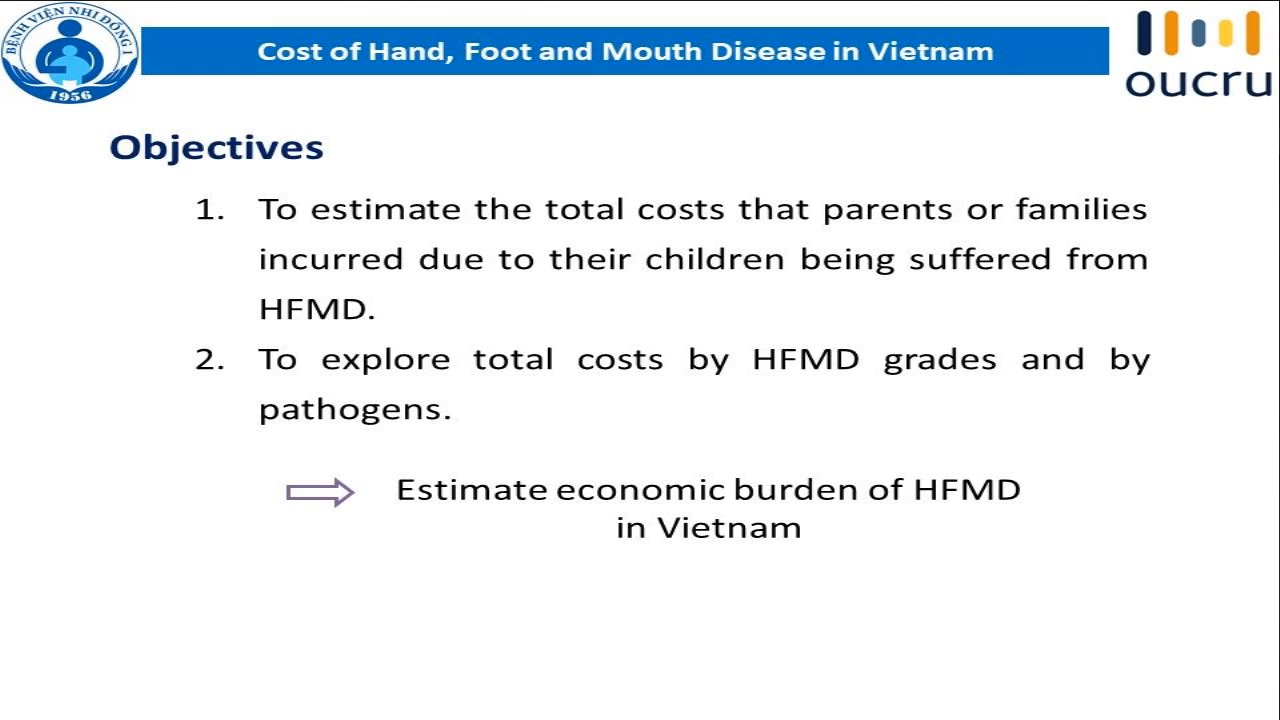 BỆNH VIỆN NHI ĐỒNG 1
1956
Cost of Hand, Foot and Mouth Disease in Vietnam
oucru
Objectives
1. To estimate the total costs that parents or families
incurred due to their children being suffered from
HFMD.
2. To explore total costs by HFMD grades and by
pathogens.
Estimate economic burden of HFMD
in Vietnam